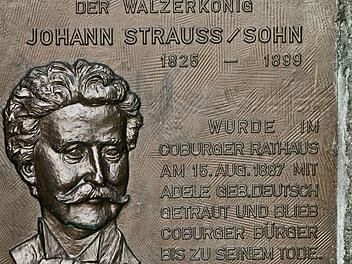 DER WALZERKÖNIG
JOHANN STRAUSS/SOHN
1825 – 1899
WURDE IM
COBURGER RATHAUS
AM 15. AUG. 1887 MIT
ADELE GEB. DEUTSCH
GETRAUT UND BLIEB
COBURGER BÜRGER
BIS ZU SEINEM TODE.